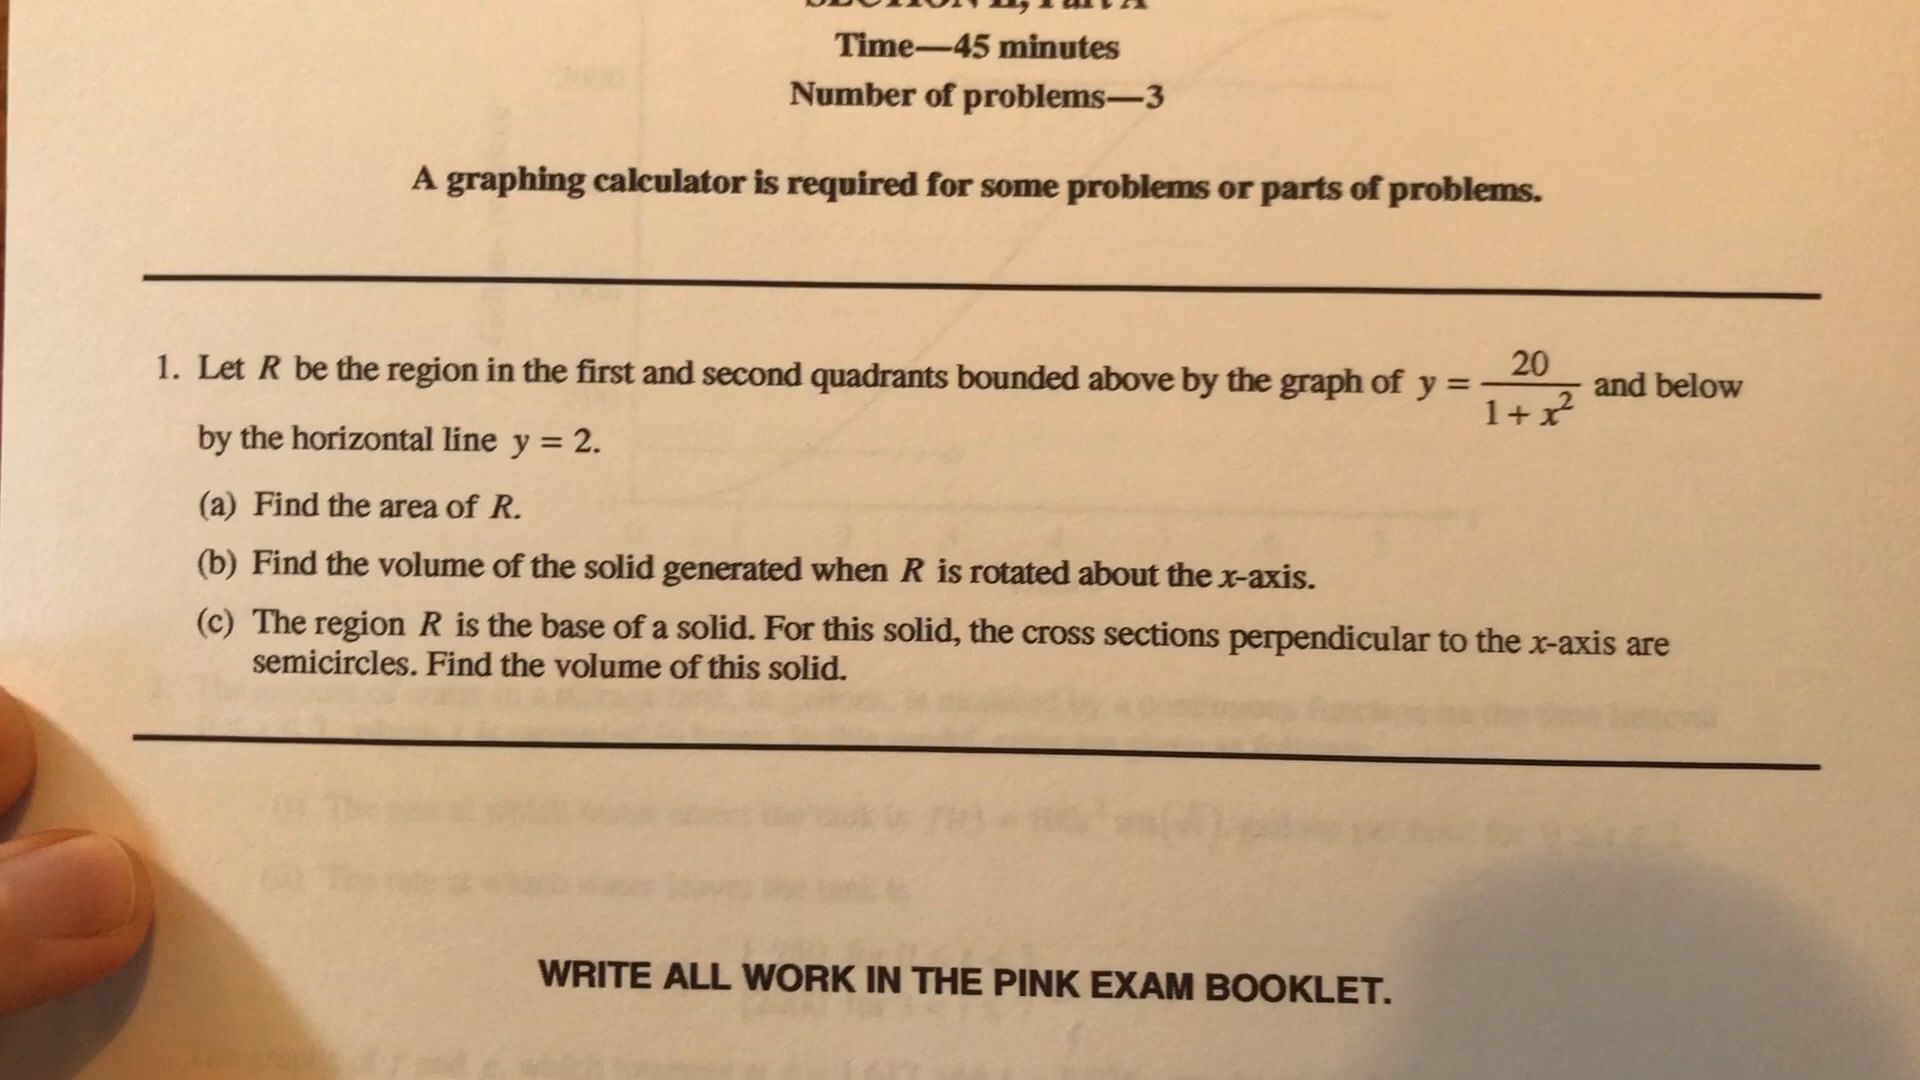 SECTION II, Part A
Time—45 minutes
Number of problems—3
A graphing calculator is required for some problems or parts of problems.
1. Let R be the region in the first and second quadrants bounded above by the graph of y = 20/(1 + x²) and below
by the horizontal line y = 2.
(a) Find the area of R.
(b) Find the volume of the solid generated when R is rotated about the x-axis.
(c) The region R is the base of a solid. For this solid, the cross sections perpendicular to the x-axis are
semicircles. Find the volume of this solid.
WRITE ALL WORK IN THE PINK EXAM BOOKLET.